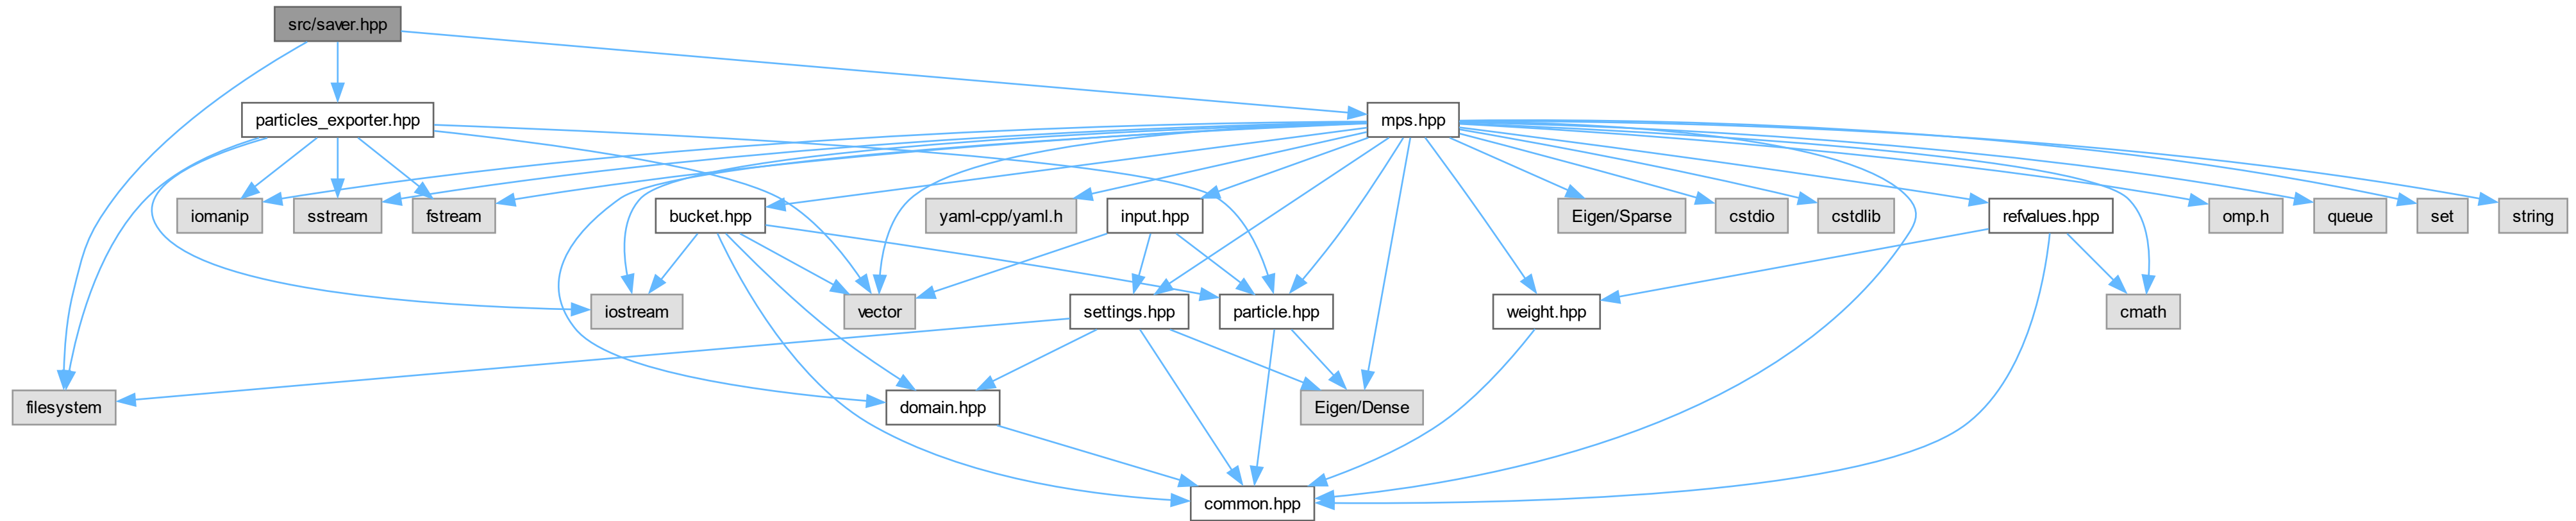 src/saver.hpp
particles_exporter.hpp
mps.hpp
iomanip
sstream
fstream
bucket.hpp
yaml-cpp/yaml.h
input.hpp
Eigen/Sparse
cstdio
cstdlib
refvalues.hpp
omp.h
queue
set
string
iostream
vector
settings.hpp
particle.hpp
weight.hpp
cmath
filesystem
domain.hpp
Eigen/Dense
common.hpp